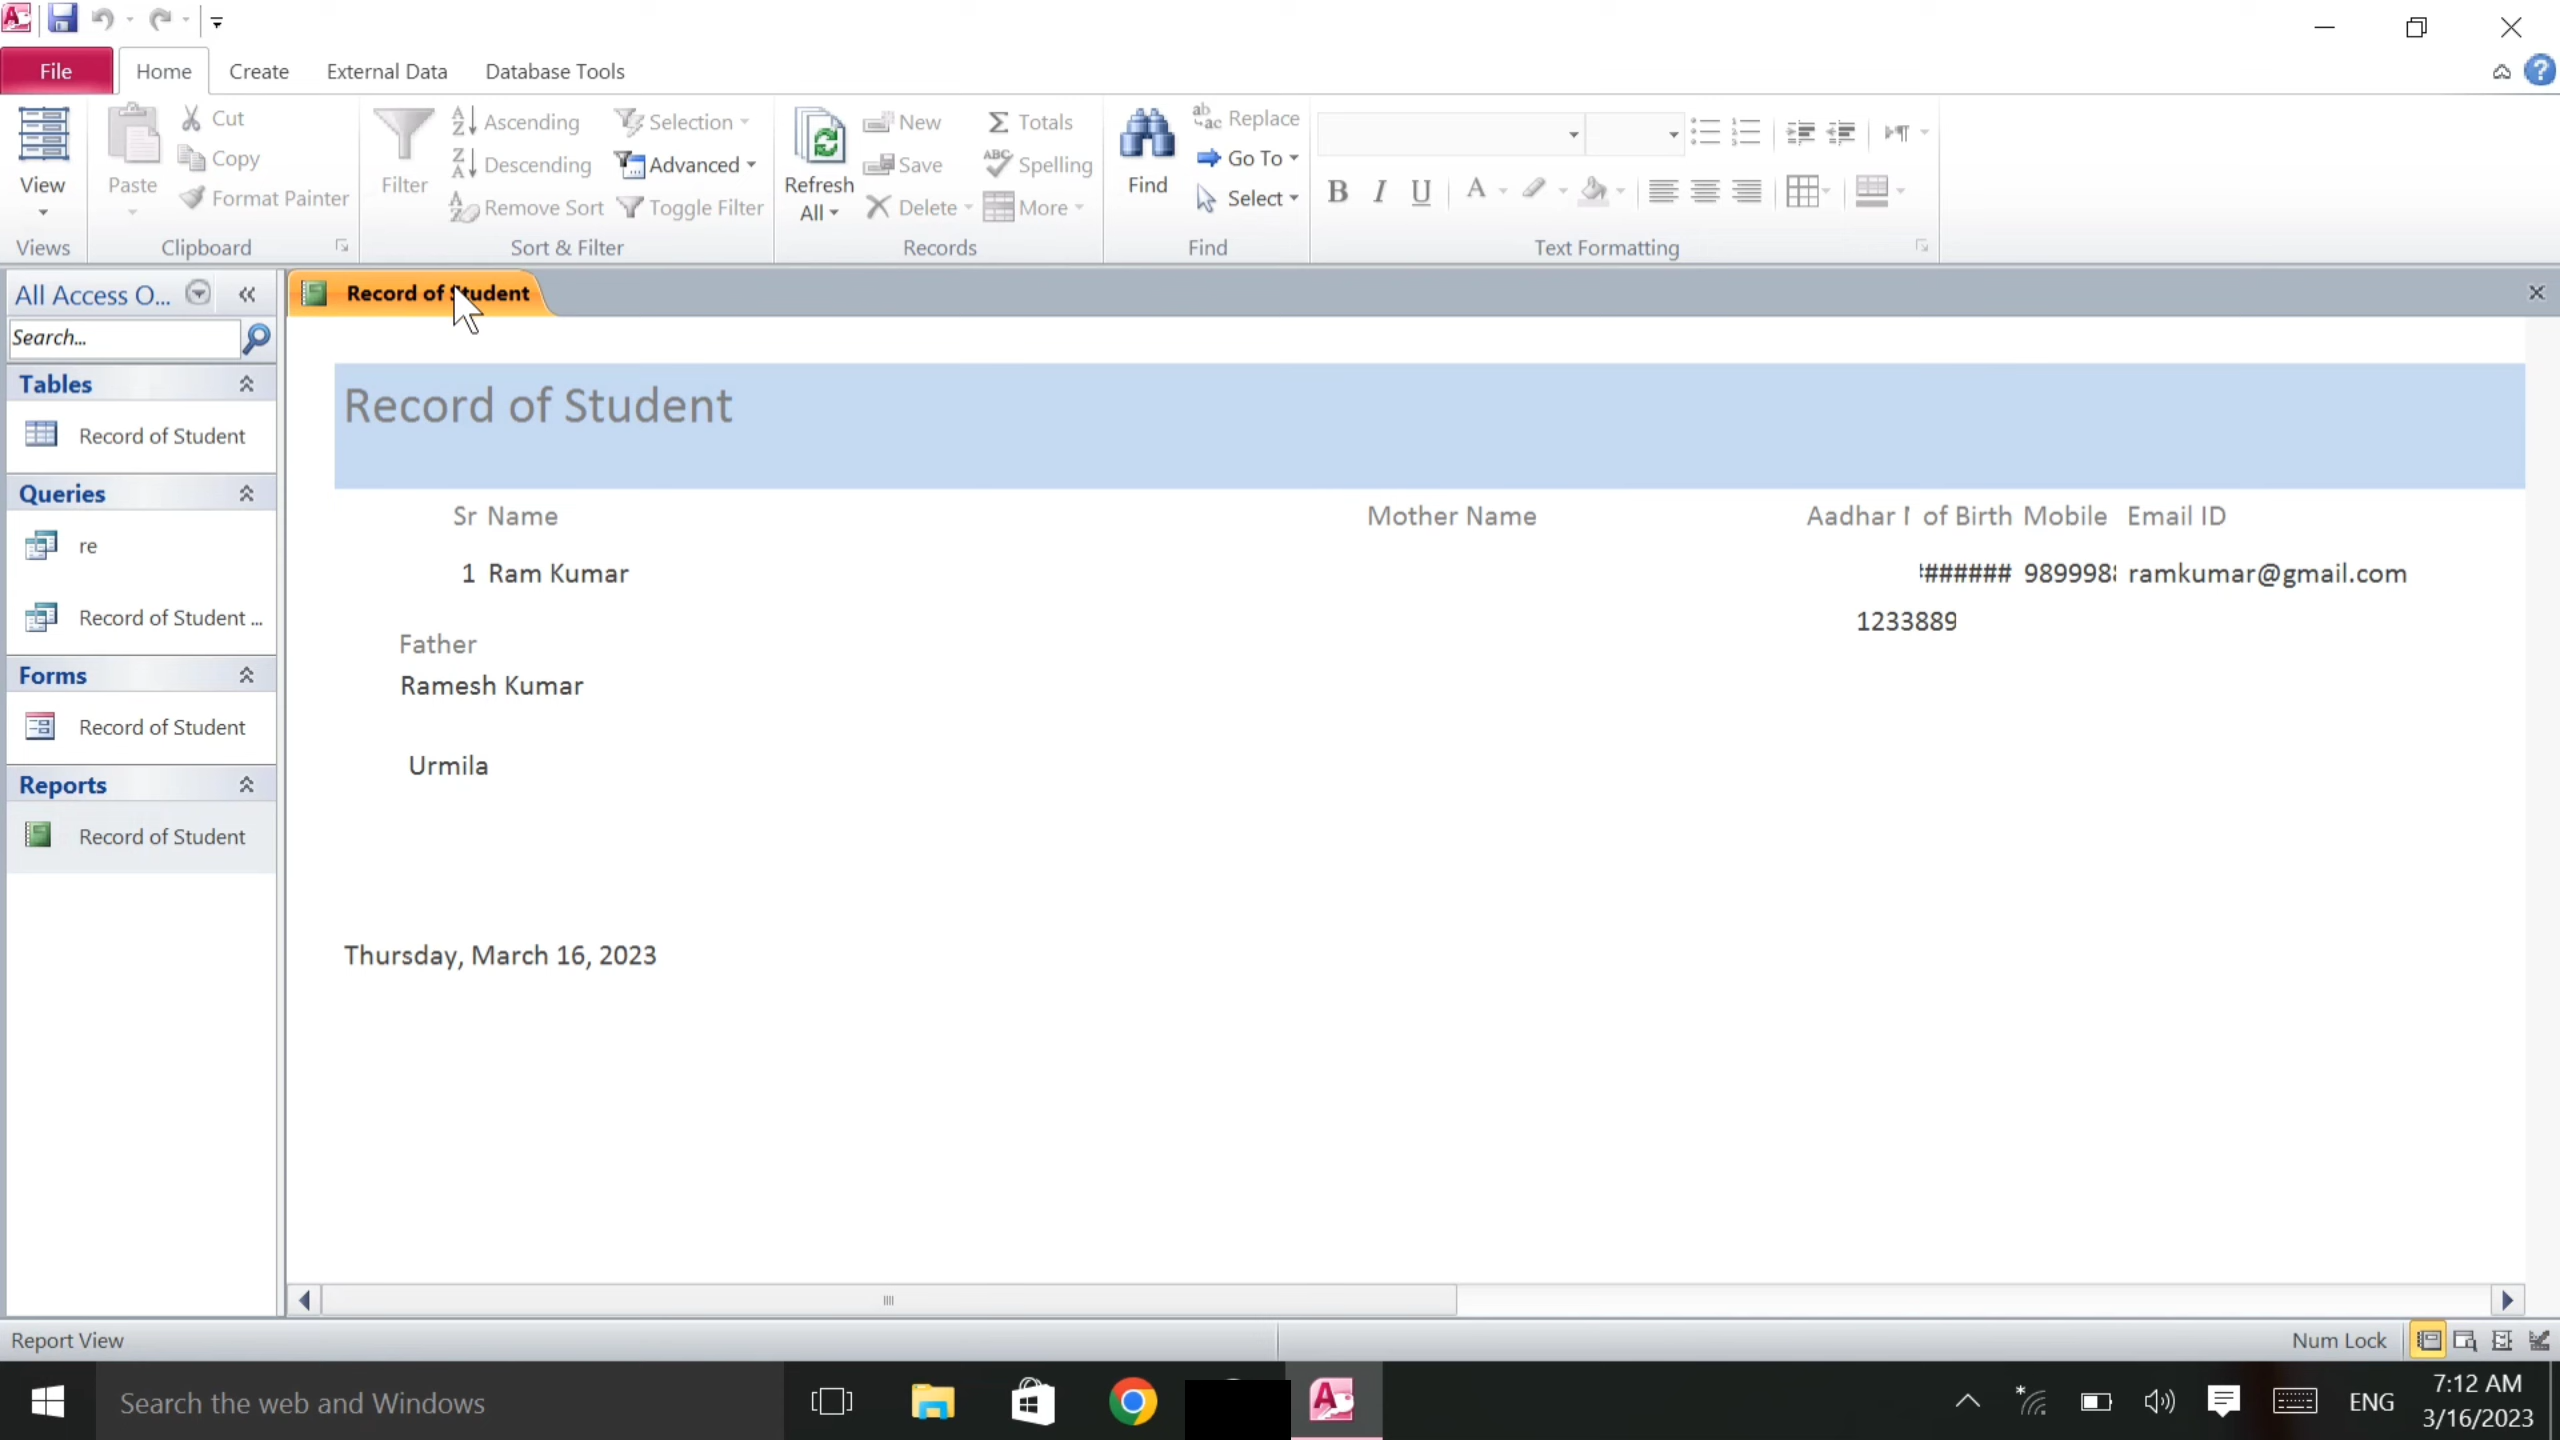 File Home Create External Data Database Tools
View
Views
Paste
Cut
Copy
Format Painter
Clipboard
Filter
Ascending
Descending
Remove Sort
Selection
Advanced
Toggle Filter
Sort & Filter
Refresh
All
New
Save
Delete
Totals
Spelling
More
Records
Find
Replace
Go To
Select
Find
Text Formatting
All Access O...
Search...
Tables
Record of Student
Queries
re
Record of Student ...
Forms
Record of Student
Reports
Record of Student
Record of Student
Record of Student
Sr Name Mother Name Aadhar of Birth Mobile Email ID
1 Ram Kumar ####### 989998 ramkumar@gmail.com
1233889
Father
Ramesh Kumar
Urmila
Thursday, March 16, 2023
Report View Num Lock
Search the web and Windows
ENG
7:12 AM
3/16/2023